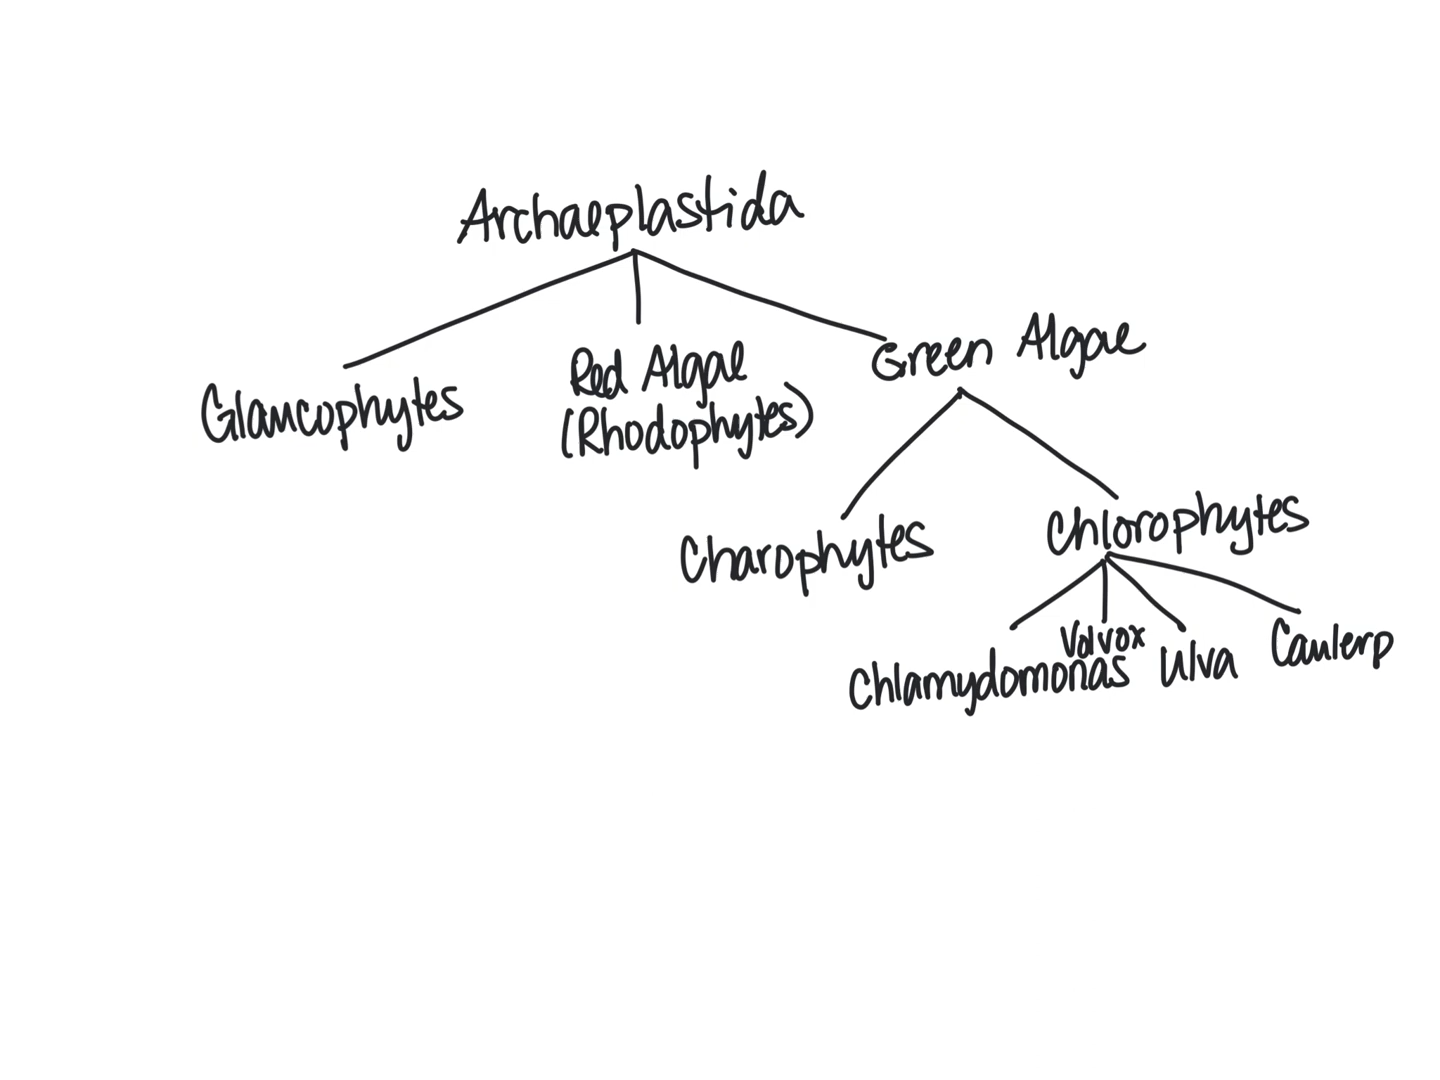 Archaeplastida
Glaucophytes
Red Algae
(Rhodophytes)
Green Algae
Charophytes
Chlorophytes
Chlamydomonas
Volvox
Ulva
Caulerp